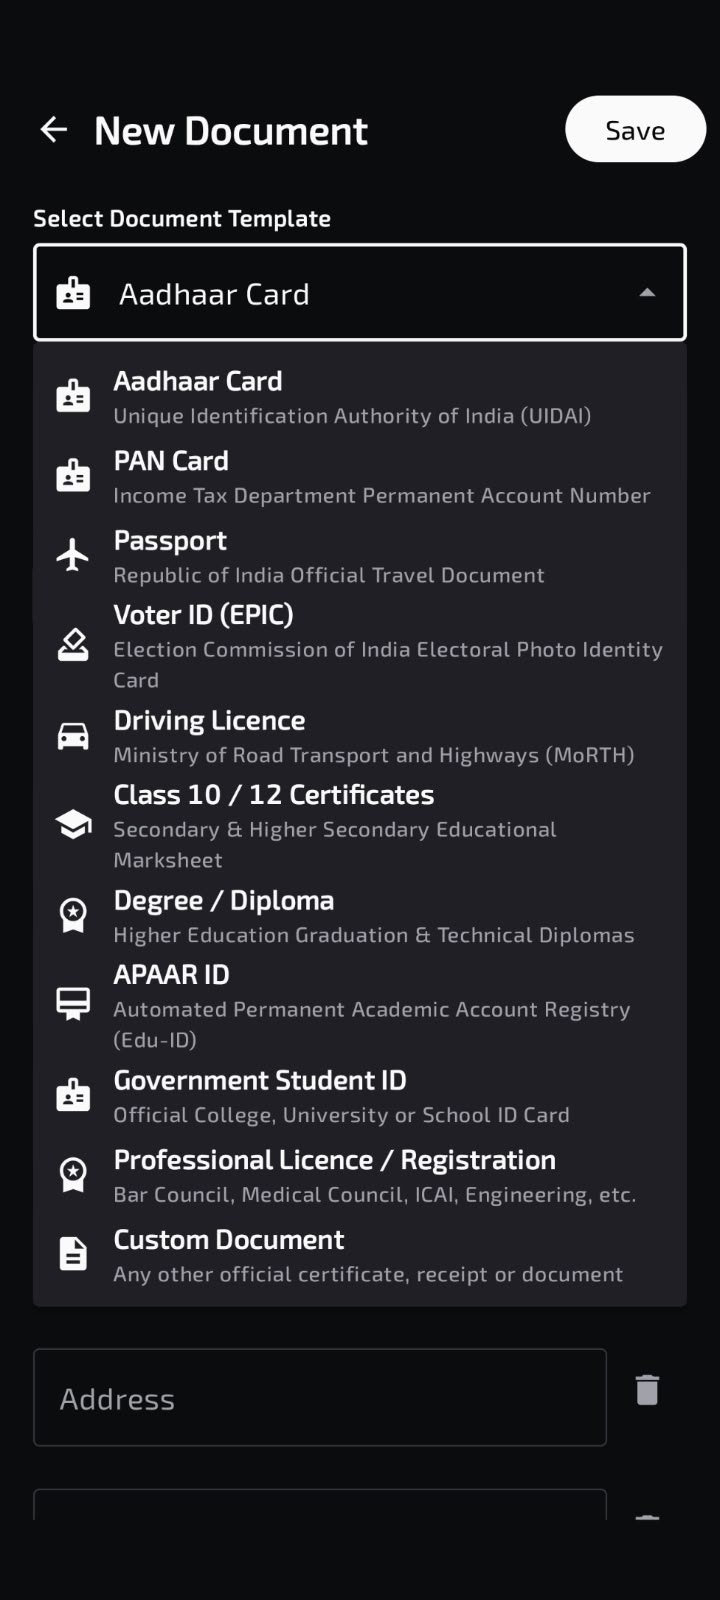 New Document
Save
Select Document Template
Aadhaar Card
Aadhaar Card
Unique Identification Authority of India (UIDAI)
PAN Card
Income Tax Department Permanent Account Number
Passport
Republic of India Official Travel Document
Voter ID (EPIC)
Election Commission of India Electoral Photo Identity
Card
Driving Licence
Ministry of Road Transport and Highways (MoRTH)
Class 10 / 12 Certificates
Secondary & Higher Secondary Educational
Marksheet
Degree / Diploma
Higher Education Graduation & Technical Diplomas
APAAR ID
Automated Permanent Academic Account Registry
(Edu-ID)
Government Student ID
Official College, University or School ID Card
Professional Licence / Registration
Bar Council, Medical Council, ICAI, Engineering, etc.
Custom Document
Any other official certificate, receipt or document
Address